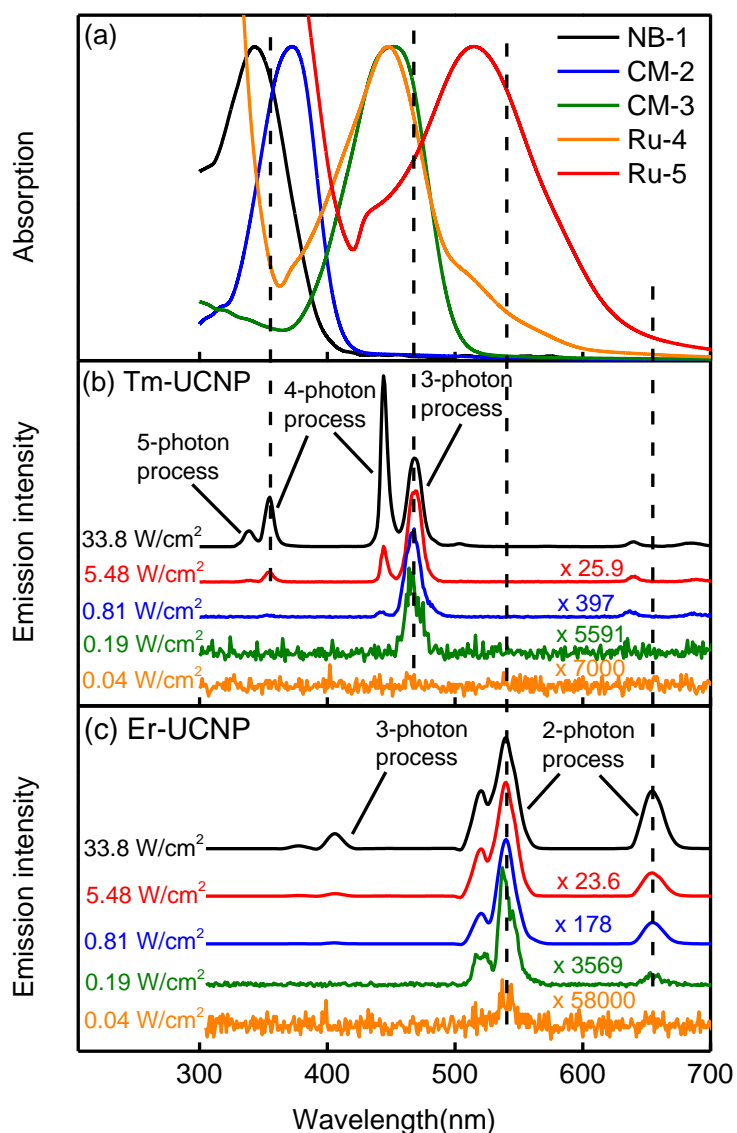 (a)
NB-1
CM-2
CM-3
Ru-4
Ru-5
Absorption
(b) Tm-UCNP
5-photon
process
4-photon
process
3-photon
process
33.8 W/cm²
5.48 W/cm²
x 25.9
0.81 W/cm²
x 397
0.19 W/cm²
x 5591
0.04 W/cm²
x 7000
Emission intensity
(c) Er-UCNP
3-photon
process
2-photon
process
33.8 W/cm²
5.48 W/cm²
x 23.6
0.81 W/cm²
x 178
0.19 W/cm²
x 3569
0.04 W/cm²
x 58000
Emission intensity
300 400 500 600 700
Wavelength(nm)